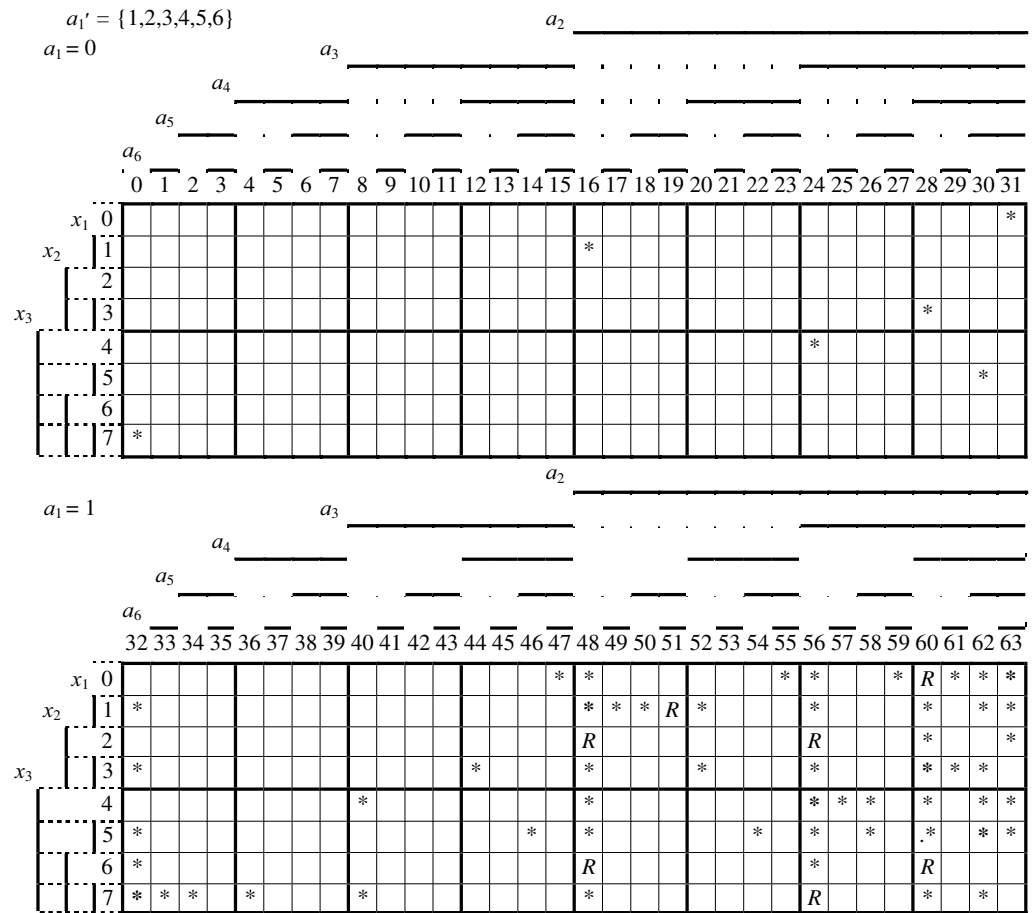 a₁′ = {1,2,3,4,5,6} a₂
a₁ = 0 a₃
a₄
a₅
a₆
0 1 2 3 4 5 6 7 8 9 10 11 12 13 14 15 16 17 18 19 20 21 22 23 24 25 26 27 28 29 30 31
x₁ 0 *
x₂ 1 *
2
x₃ 3 *
4 *
5 *
6
7 *
a₂
a₁ = 1 a₃
a₄
a₅
a₆
32 33 34 35 36 37 38 39 40 41 42 43 44 45 46 47 48 49 50 51 52 53 54 55 56 57 58 59 60 61 62 63
x₁ 0 * * * * * R * * *
x₂ 1 * * * * R * * * * *
2 R R * *
x₃ 3 * * * * * * * *
4 * * * * * * * *
5 * * * * * * .* * *
6 * R * R
7 * * * * * * R * *